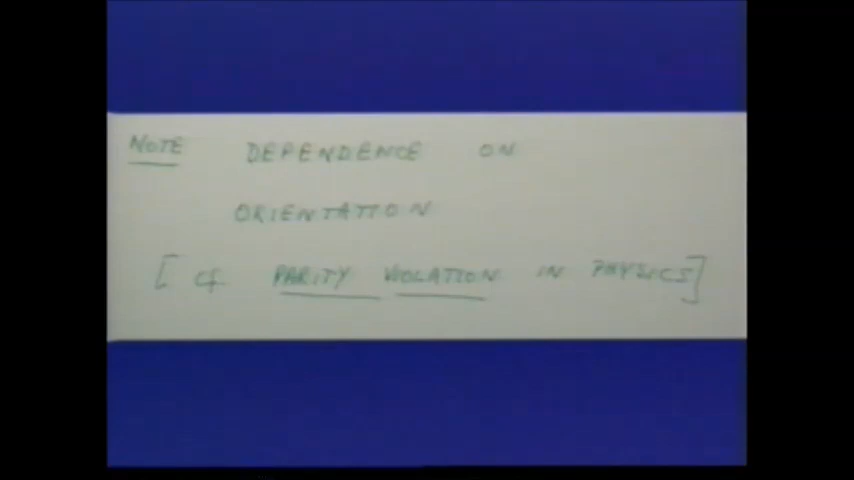 NOTE DEPENDENCE ON
ORIENTATION
[ cf PARITY VIOLATION IN PHYSICS]